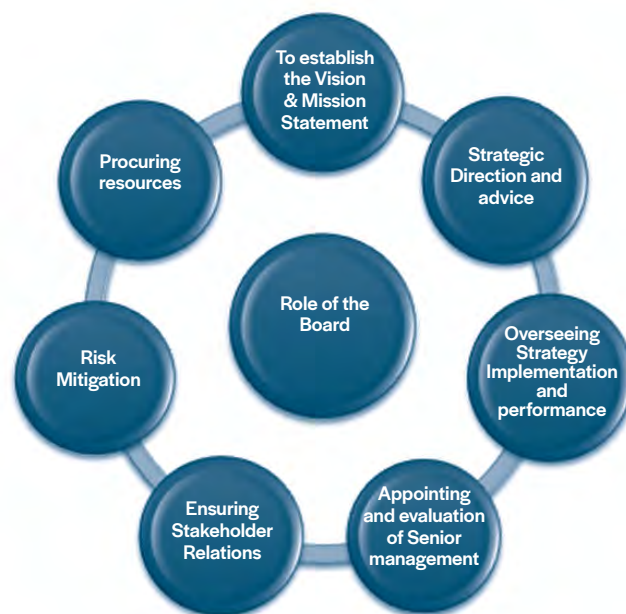 To establish
the Vision
& Mission
Statement
Strategic
Direction and
advice
Overseeing
Strategy
Implementation
and
performance
Appointing
and evaluation
of Senior
management
Ensuring
Stakeholder
Relations
Risk
Mitigation
Procuring
resources
Role of the
Board